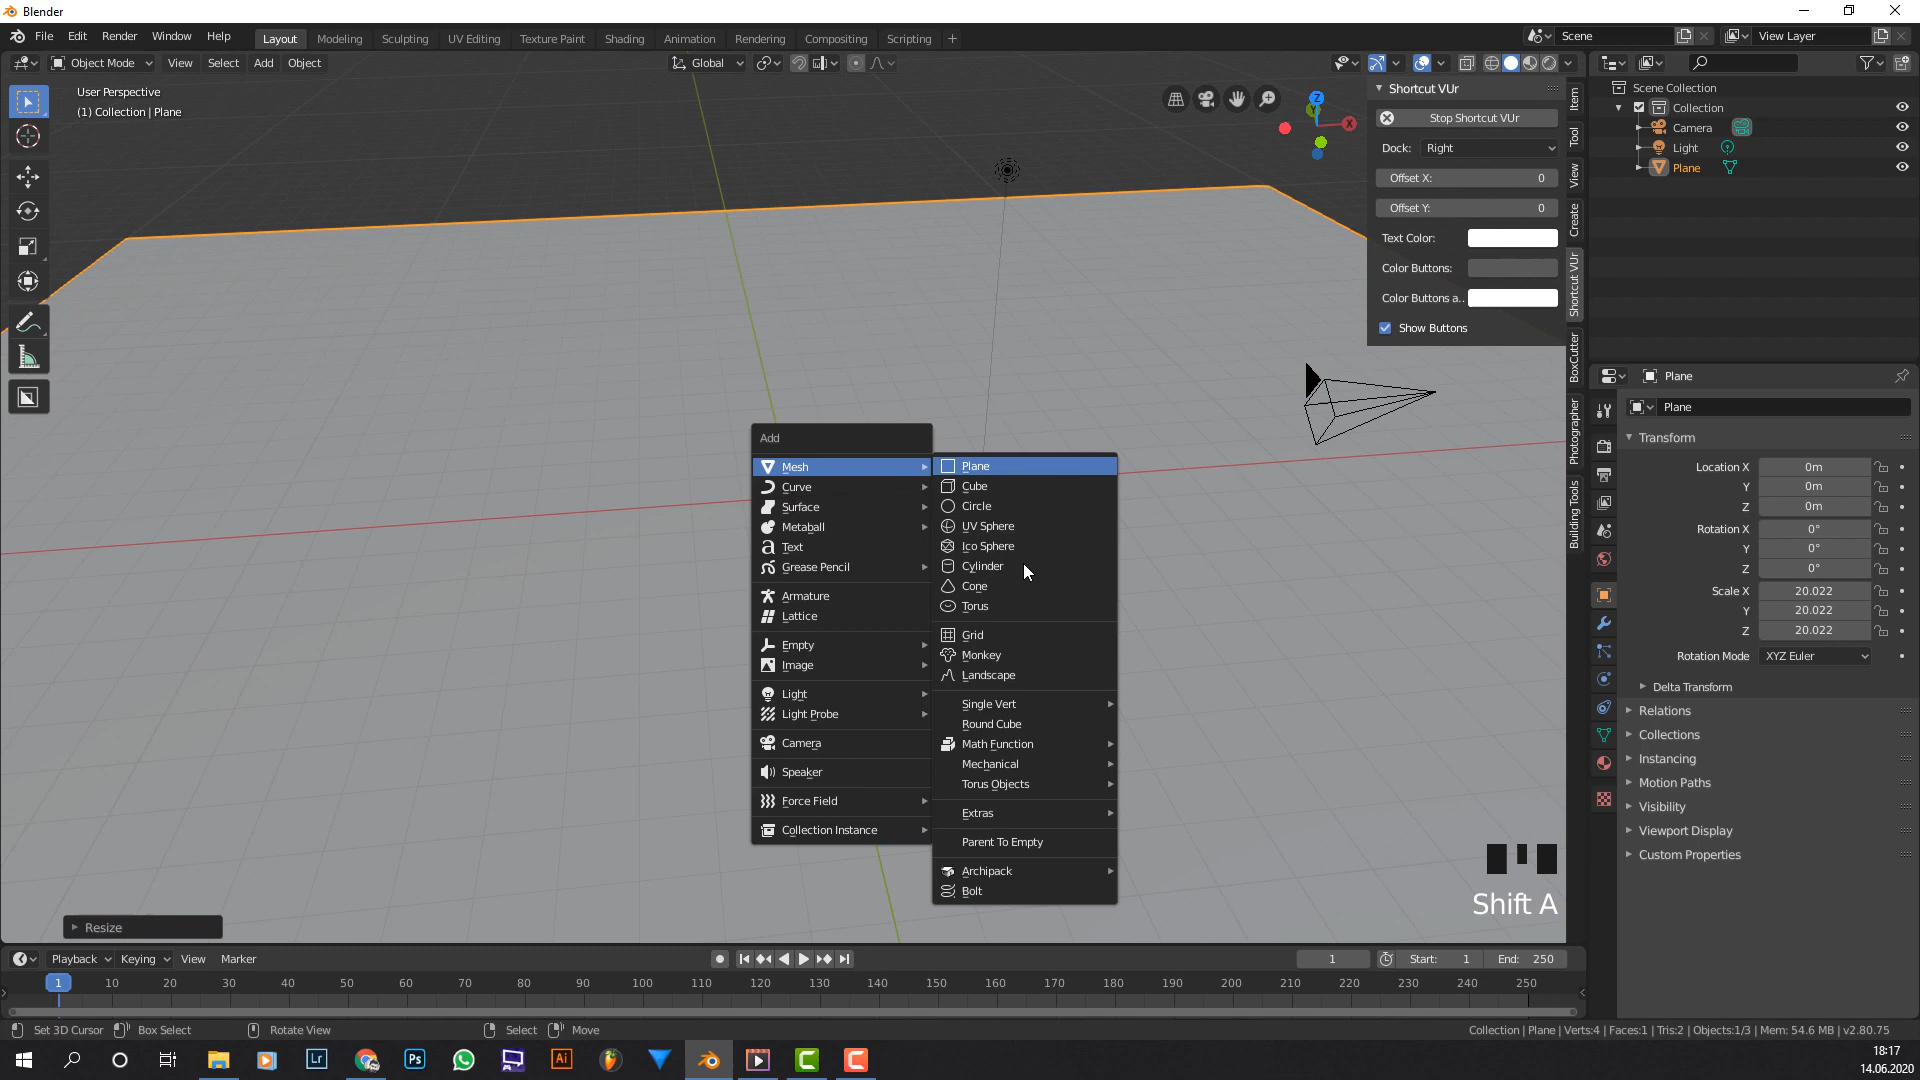 Blender
File Edit Render Window Help
Layout Modeling Sculpting UV Editing Texture Paint Shading Animation Rendering Compositing Scripting +
Scene
View Layer
Object Mode View Select Add Object
Global
User Perspective
(1) Collection | Plane
Z
Y
X
Shortcut VUr
Stop Shortcut VUr
Dock: Right
Offset X: 0
Offset Y: 0
Text Color:
Color Buttons:
Color Buttons a..
Show Buttons
Item
Tool
View
Create
Shortcut VUr
BoxCutter
Photographer
Building Tools
Scene Collection
Collection
Camera
Light
Plane
Plane
Plane
Transform
Location X 0m
Y 0m
Z 0m
Rotation X 0°
Y 0°
Z 0°
Scale X 20.022
Y 20.022
Z 20.022
Rotation Mode XYZ Euler
Delta Transform
Relations
Collections
Instancing
Motion Paths
Visibility
Viewport Display
Custom Properties
Add
Mesh
Curve
Surface
Metaball
Text
Grease Pencil
Armature
Lattice
Empty
Image
Light
Light Probe
Camera
Speaker
Force Field
Collection Instance
Plane
Cube
Circle
UV Sphere
Ico Sphere
Cylinder
Cone
Torus
Grid
Monkey
Landscape
Single Vert
Round Cube
Math Function
Mechanical
Torus Objects
Extras
Parent To Empty
Archipack
Bolt
Shift A
Resize
Playback Keying View Marker
1
Start: 1
End: 250
1 10 20 30 40 50 60 70 80 90 100 110 120 130 140 150 160 170 180 190 200 210 220 230 240 250
Set 3D Cursor Box Select Rotate View Select Move
Collection | Plane | Verts:4 | Faces:1 | Tris:2 | Objects:1/3 | Mem: 54.6 MB | v2.80.75
Lr
Ps
Ai
C
C
18:17
14.06.2020